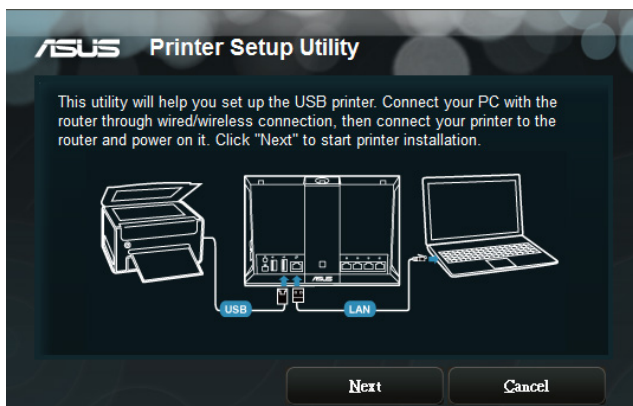 ASUS Printer Setup Utility
This utility will help you set up the USB printer. Connect your PC with the
router through wired/wireless connection, then connect your printer to the
router and power on it. Click "Next" to start printer installation.
ASUS
USB
LAN
Next
Cancel